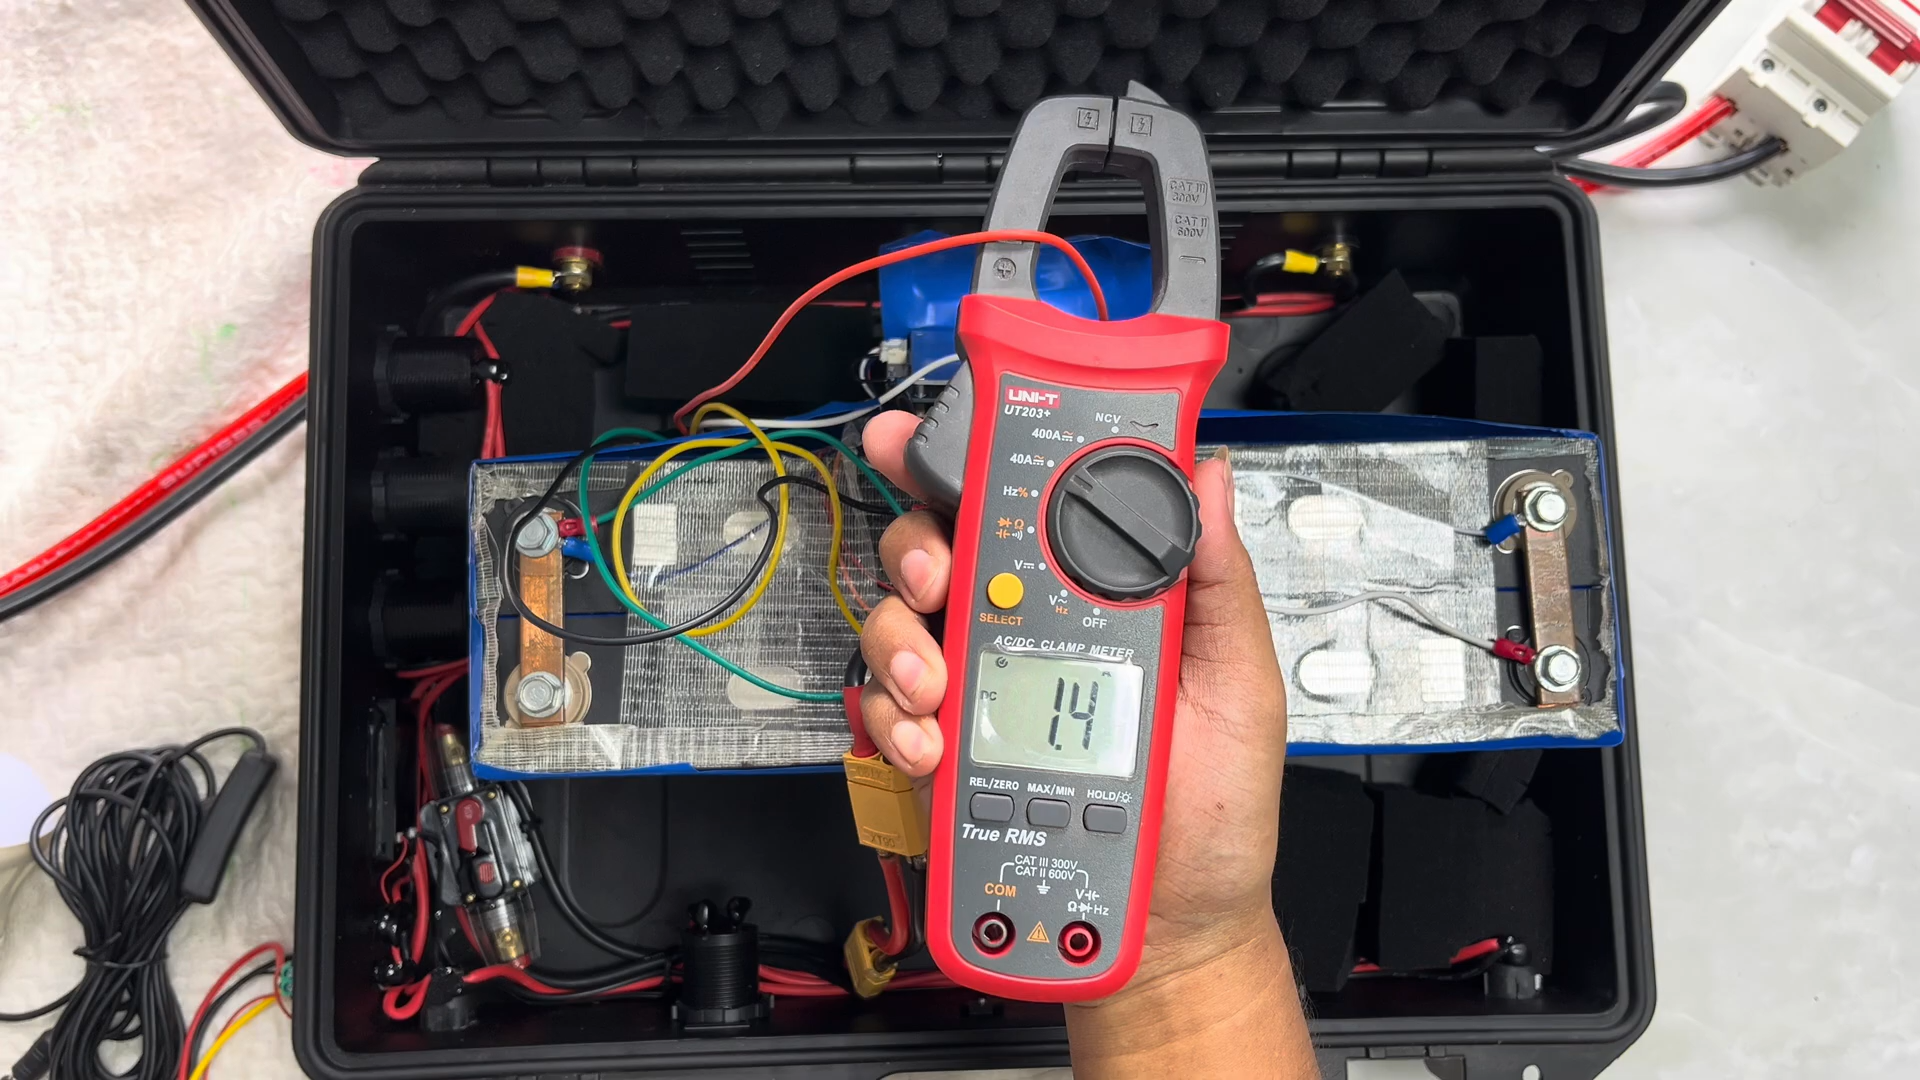 CAT III
300V
CAT II
600V
UNI-T
UT203+
NCV
400A
40A
Hz%
Ω
V
V~
Hz
OFF
SELECT
AC/DC CLAMP METER
DC
A
1.4
REL/ZERO MAX/MIN HOLD/
True RMS
CAT III 300V
CAT II 600V
COM
V
Ω Hz